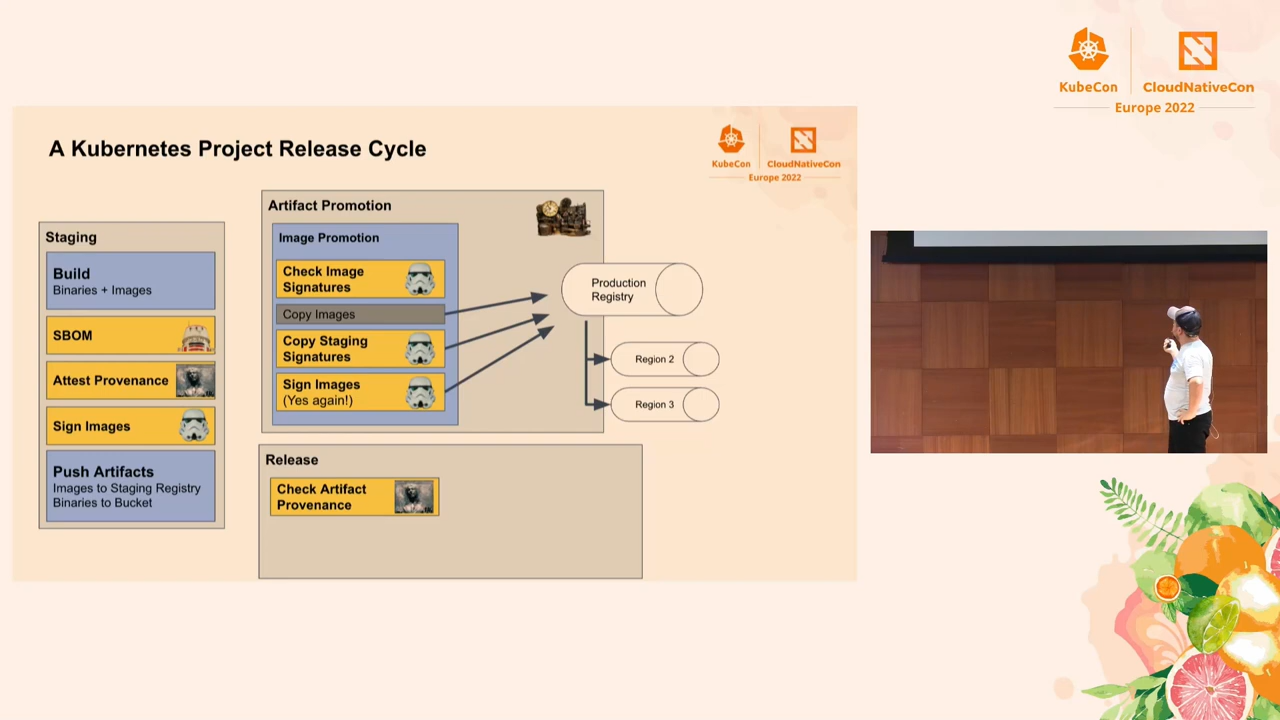 KubeCon
CloudNativeCon
Europe 2022
A Kubernetes Project Release Cycle
KubeCon
CloudNativeCon
Europe 2022
Staging
Build
Binaries + Images
SBOM
Attest Provenance
Sign Images
Push Artifacts
Images to Staging Registry
Binaries to Bucket
Artifact Promotion
Image Promotion
Check Image
Signatures
Copy Images
Copy Staging
Signatures
Sign Images
(Yes again!)
Production
Registry
Region 2
Region 3
Release
Check Artifact
Provenance